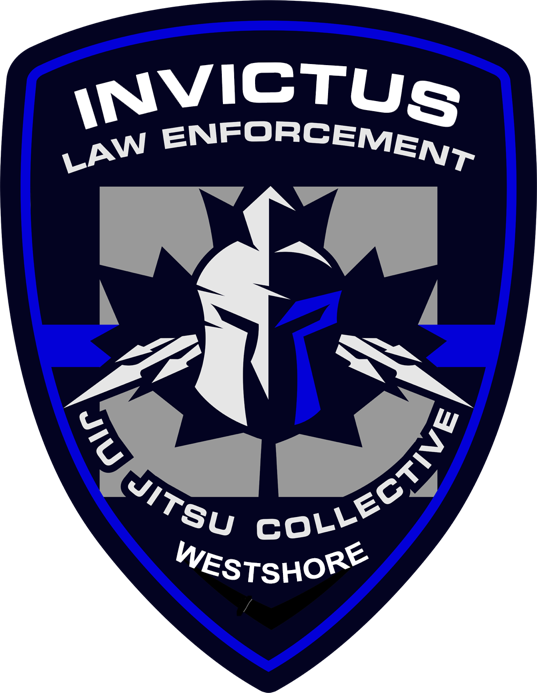 INVICTUS
LAW ENFORCEMENT
JIU JITSU COLLECTIVE
WESTSHORE